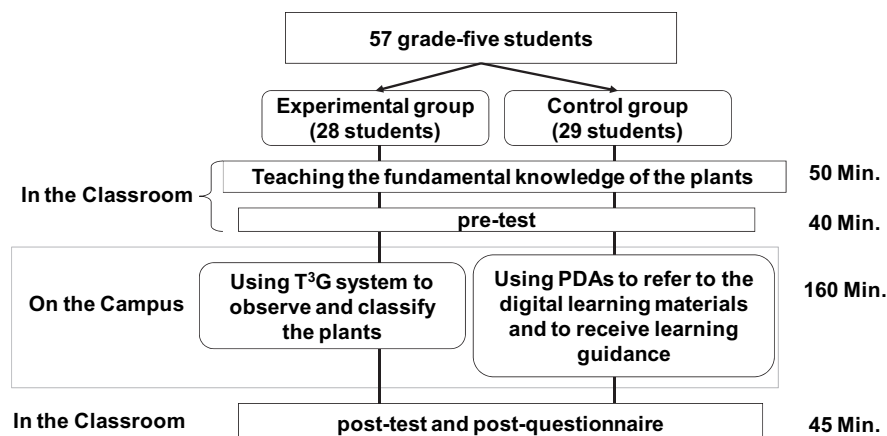 57 grade-five students
Experimental group
(28 students)
Control group
(29 students)
In the Classroom
Teaching the fundamental knowledge of the plants
50 Min.
pre-test
40 Min.
On the Campus
Using T³G system to
observe and classify
the plants
Using PDAs to refer to the
digital learning materials
and to receive learning
guidance
160 Min.
In the Classroom
post-test and post-questionnaire
45 Min.